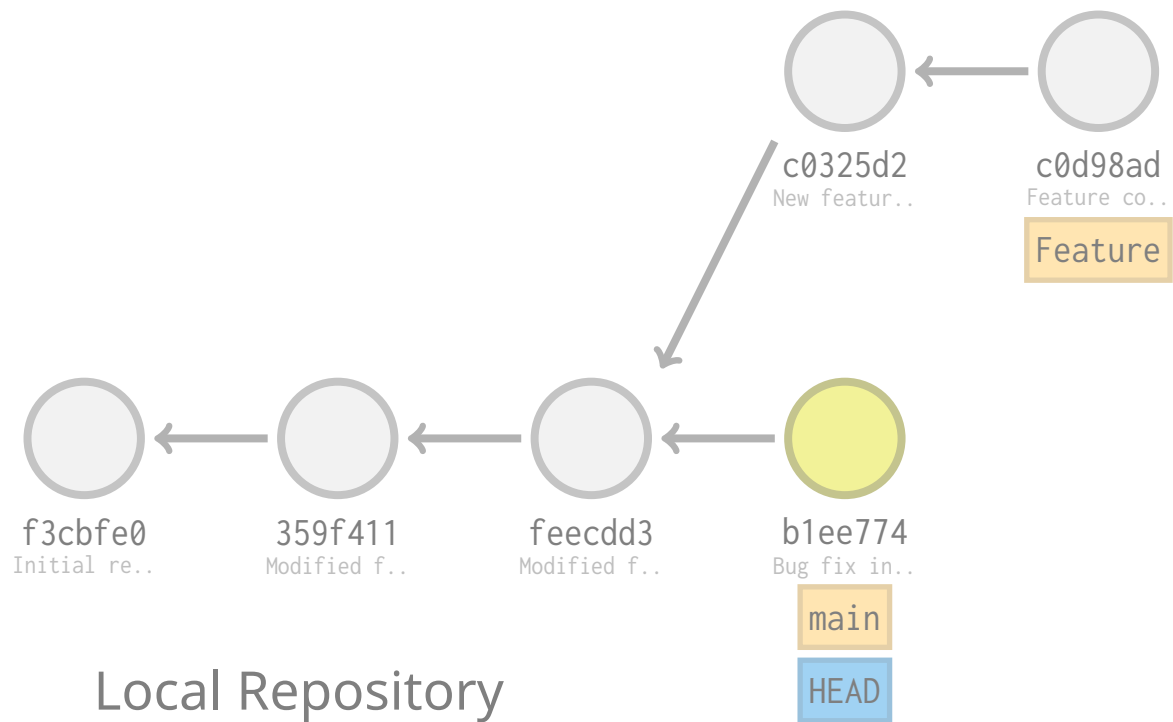 c0325d2
New featur..
c0d98ad
Feature co..
Feature
f3cbfe0
Initial re..
359f411
Modified f..
feecdd3
Modified f..
b1ee774
Bug fix in..
main
HEAD
Local Repository